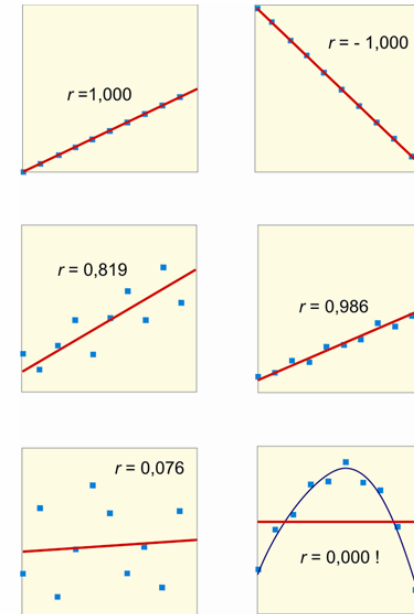 r =1,000
r = - 1,000
r = 0,819
r = 0,986
r = 0,076
r = 0,000 !